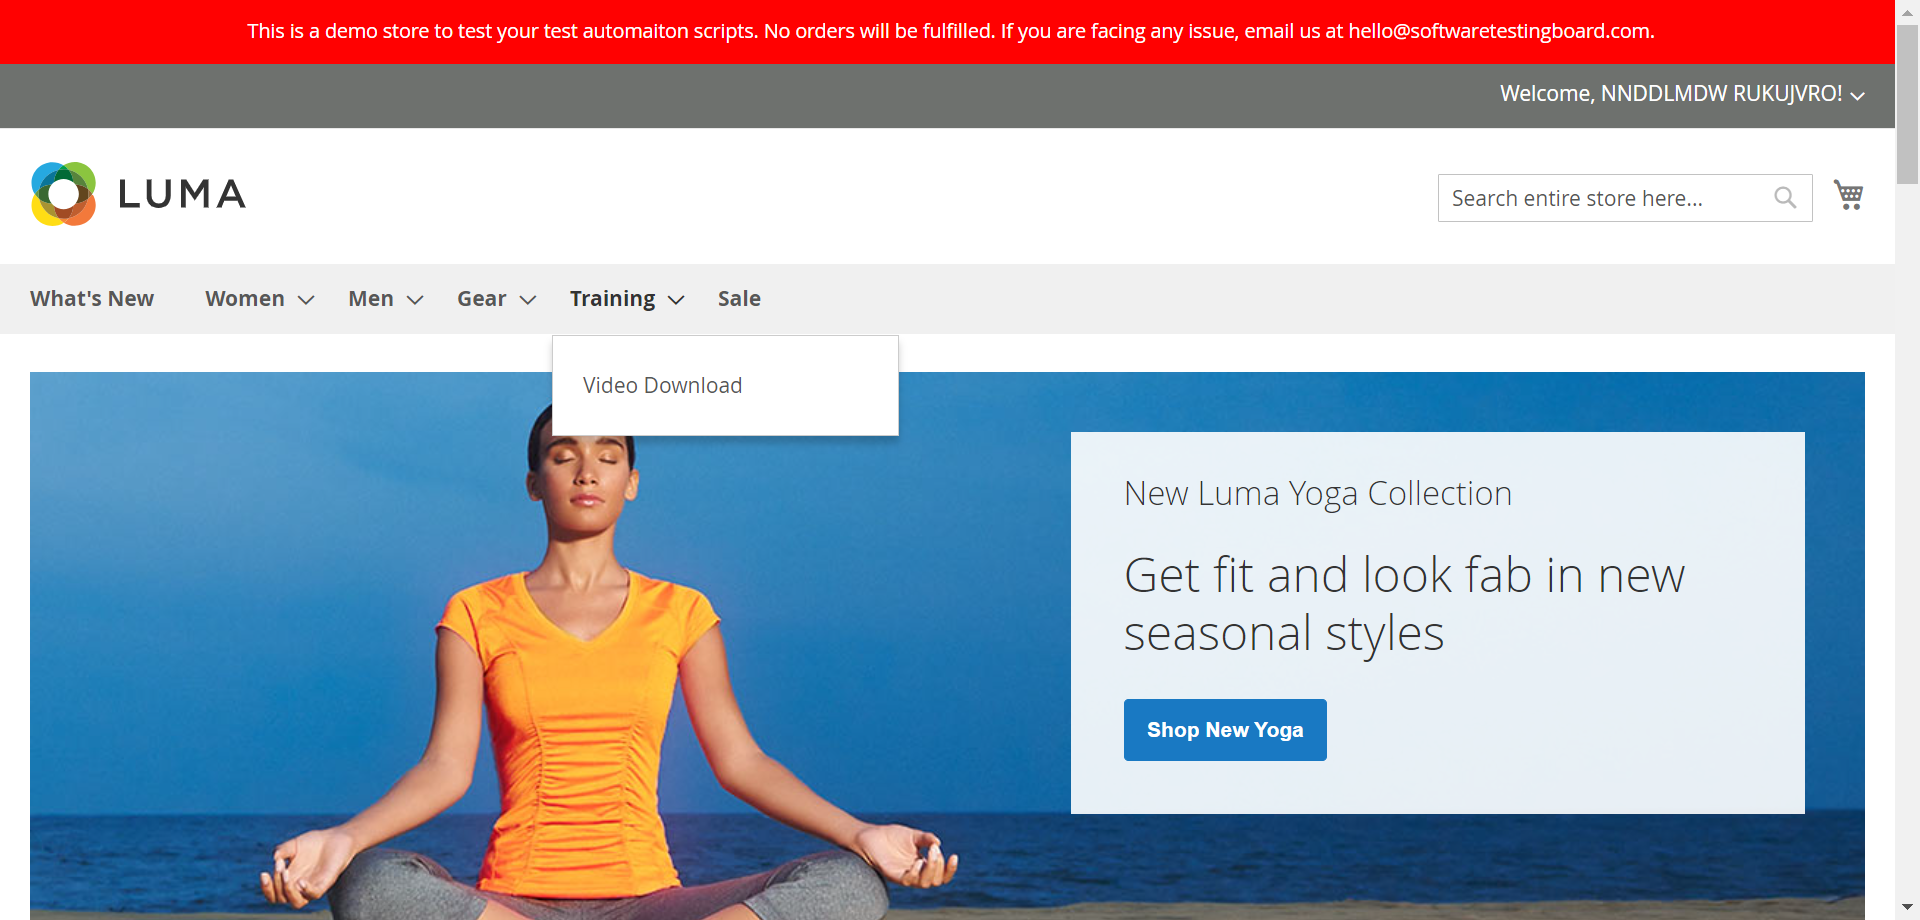 This is a demo store to test your test automaiton scripts. No orders will be fulfilled. If you are facing any issue, email us at hello@softwaretestingboard.com.
Welcome, NNDDLMDW RUKUJVRO!
LUMA
Search entire store here...
What's New Women Men Gear Training Sale
Video Download
New Luma Yoga Collection
Get fit and look fab in new
seasonal styles
Shop New Yoga